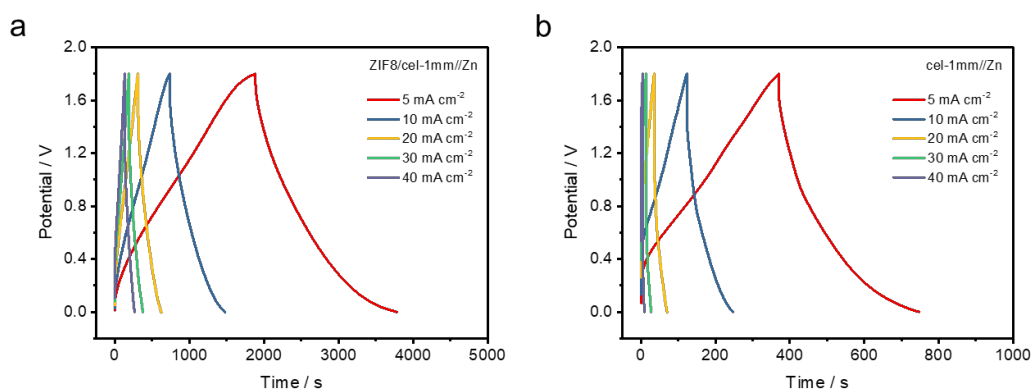 a
2.0
1.6
1.2
0.8
0.4
0.0
Potential / V
ZIF8/cel-1mm//Zn
5 mA cm⁻²
10 mA cm⁻²
20 mA cm⁻²
30 mA cm⁻²
40 mA cm⁻²
0 1000 2000 3000 4000 5000
Time / s
b
2.0
1.6
1.2
0.8
0.4
0.0
Potential / V
cel-1mm//Zn
5 mA cm⁻²
10 mA cm⁻²
20 mA cm⁻²
30 mA cm⁻²
40 mA cm⁻²
0 200 400 600 800 1000
Time / s